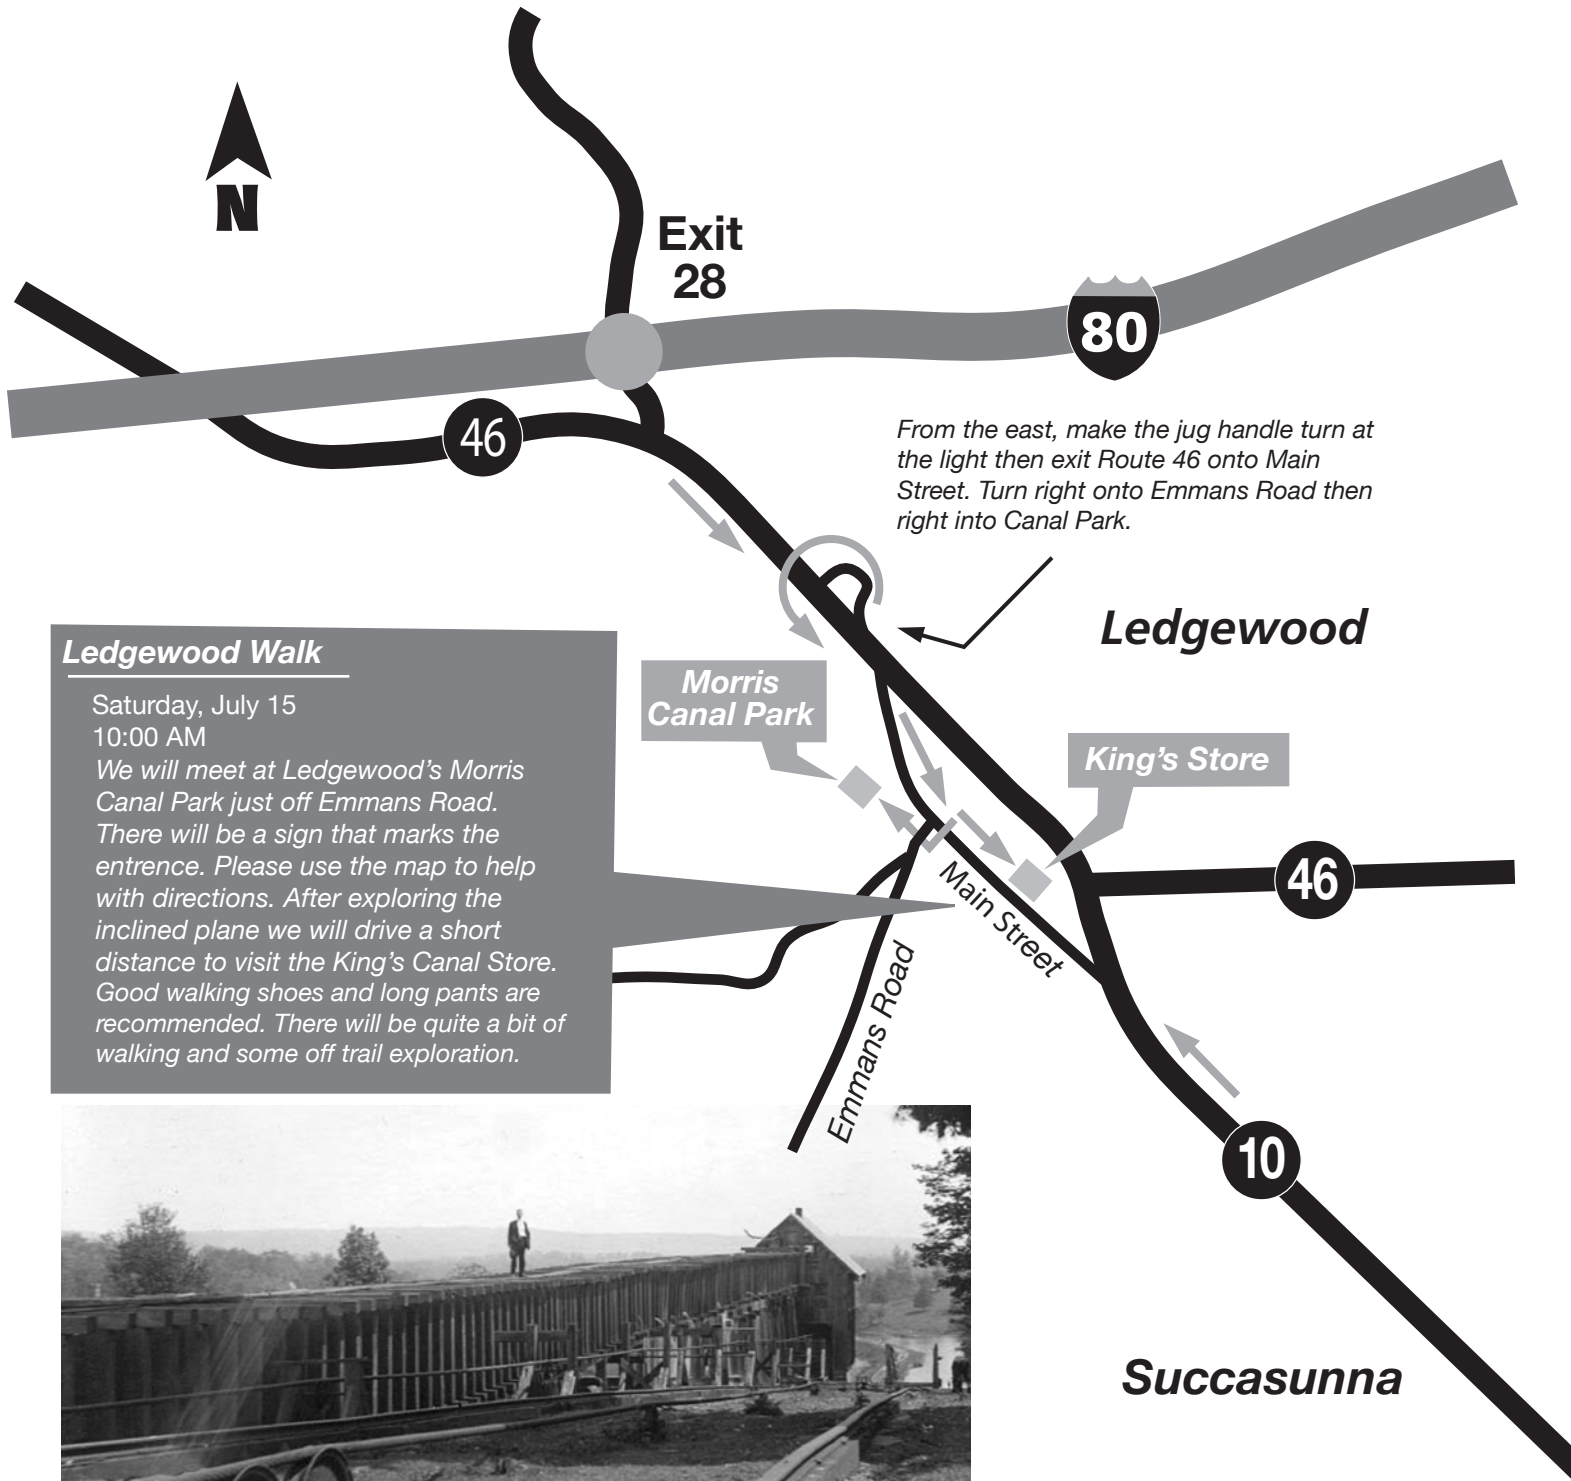 N
Exit
28
80
46
From the east, make the jug handle turn at
the light then exit Route 46 onto Main
Street. Turn right onto Emmans Road then
right into Canal Park.
Ledgewood
Ledgewood Walk
Saturday, July 15
10:00 AM
We will meet at Ledgewood's Morris
Canal Park just off Emmans Road.
There will be a sign that marks the
entrence. Please use the map to help
with directions. After exploring the
inclined plane we will drive a short
distance to visit the King's Canal Store.
Good walking shoes and long pants are
recommended. There will be quite a bit of
walking and some off trail exploration.
Morris
Canal Park
King's Store
46
Main Street
Emmans Road
10
Succasunna